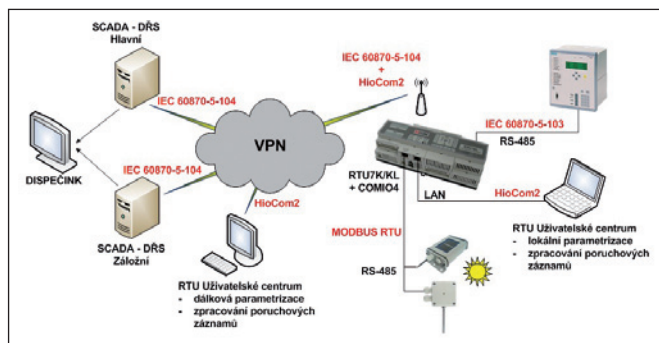 SCADA - DŘS
Hlavní
IEC 60870-5-104
DISPEČINK
IEC 60870-5-104
SCADA - DŘS
Záložní
VPN
HioCom2
RTU Uživatelské centrum
- dálková parametrizace
- zpracování poruchových
záznamů
IEC 60870-5-104
+
HioCom2
IEC 60870-5-103
RS-485
RTU7K/KL
+ COMIO4
LAN
HioCom2
MODBUS RTU
RS-485
RTU Uživatelské centrum
- lokální parametrizace
- zpracování poruchových
záznamů